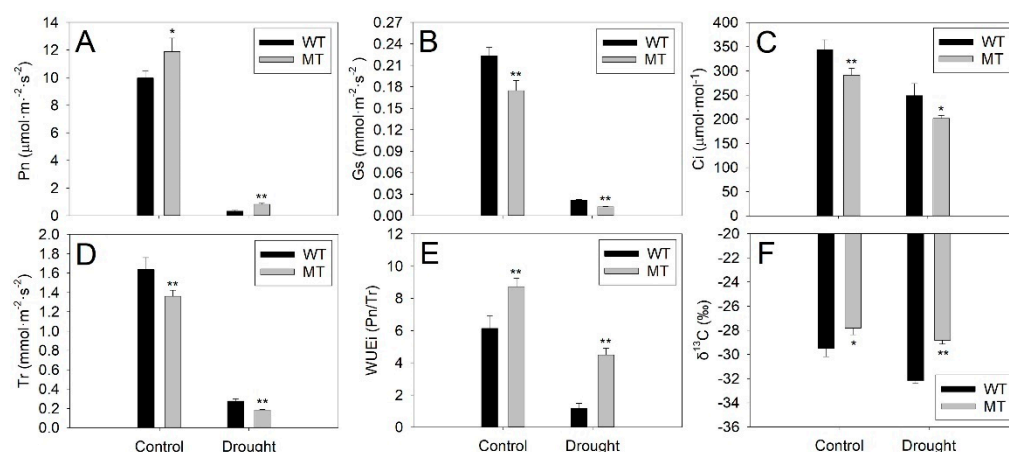 A
Pn (μmol·m⁻²·s⁻²)
14
12
10
8
6
4
2
0
*
**
WT
MT
B
Gs (mmol·m⁻²·s⁻²)
0.27
0.24
0.21
0.18
0.15
0.12
0.09
0.06
0.03
0.00
**
**
WT
MT
C
Ci (μmol·mol⁻¹)
400
350
300
250
200
150
100
50
0
**
*
WT
MT
D
Tr (mmol·m⁻²·s⁻²)
2.0
1.8
1.6
1.4
1.2
1.0
0.8
0.6
0.4
0.2
0.0
**
**
WT
MT
Control
Drought
E
WUEi (Pn/Tr)
12
10
8
6
4
2
0
**
**
WT
MT
Control
Drought
F
δ¹³C (‰)
-20
-22
-24
-26
-28
-30
-32
-34
-36
*
**
WT
MT
Control
Drought